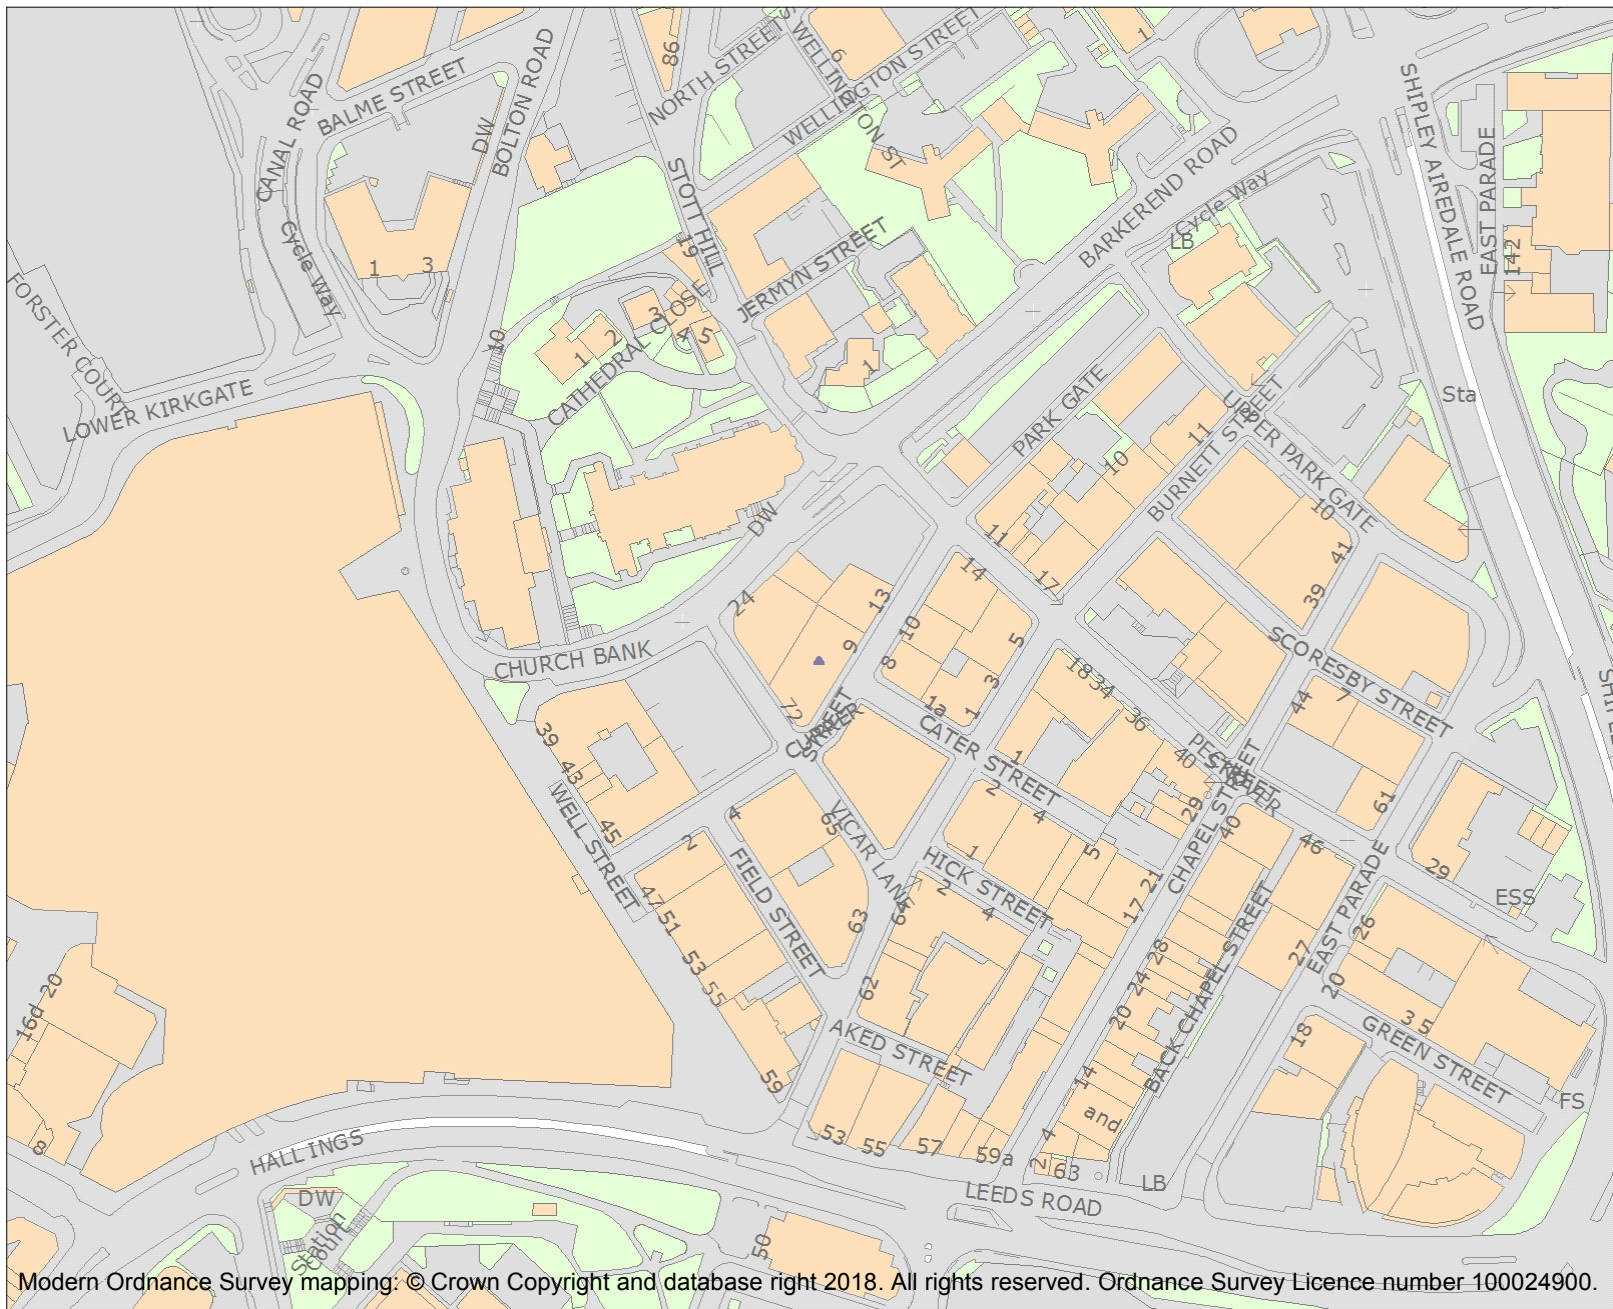 86
NORTH STREET
S WELLINGTON ST
6
WELLINGTON STREET
1
CANAL ROAD
BALME STREET
DW
BOLTON ROAD
STOTT HILL
19
SHIPLEY AIREDALE ROAD
EAST PARADE
142
BARKEREND ROAD
Cycle Way
LB
JERMYN STREET
Cycle Way
1
3
FORSTER COURT
LOWER KIRKGATE
10
CATHEDRAL CLOSE
1
2
3
4
5
1
PARK GATE
Sta
UPPER PARK GATE
BURNETT STREET
11
10
10
41
39
DW
11
17
14
24
13
9
10
8
5
3
1
1a
72
CHURCH BANK
CURRER STREET
CATER STREET
18
34
36
40
PECKOVER STREET
SCORESBY STREET
44
7
61
39
43
45
WELL STREET
4
2
65
VICAR LANE
FIELD STREET
63
64
62
47
51
53
55
59
1
2
4
1
HICK STREET
2
4
5
29
21
17
CHAPEL STREET
40
46
28
24
20
14
and
4
2
BACK CHAPEL STREET
27
EAST PARADE
26
20
18
29
ESS
3
5
GREEN STREET
FS
16d
20
8
AKED STREET
53
55
57
59a
63
LB
HALL INGS
LEEDS ROAD
DW
Station Court
50
Modern Ordnance Survey mapping: © Crown Copyright and database right 2018. All rights reserved. Ordnance Survey Licence number 100024900.